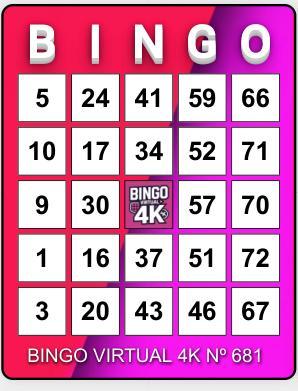 B I N G O
5 24 41 59 66
10 17 34 52 71
9 30 BINGO VIRTUAL 4K 57 70
1 16 37 51 72
3 20 43 46 67
BINGO VIRTUAL 4K Nº 681